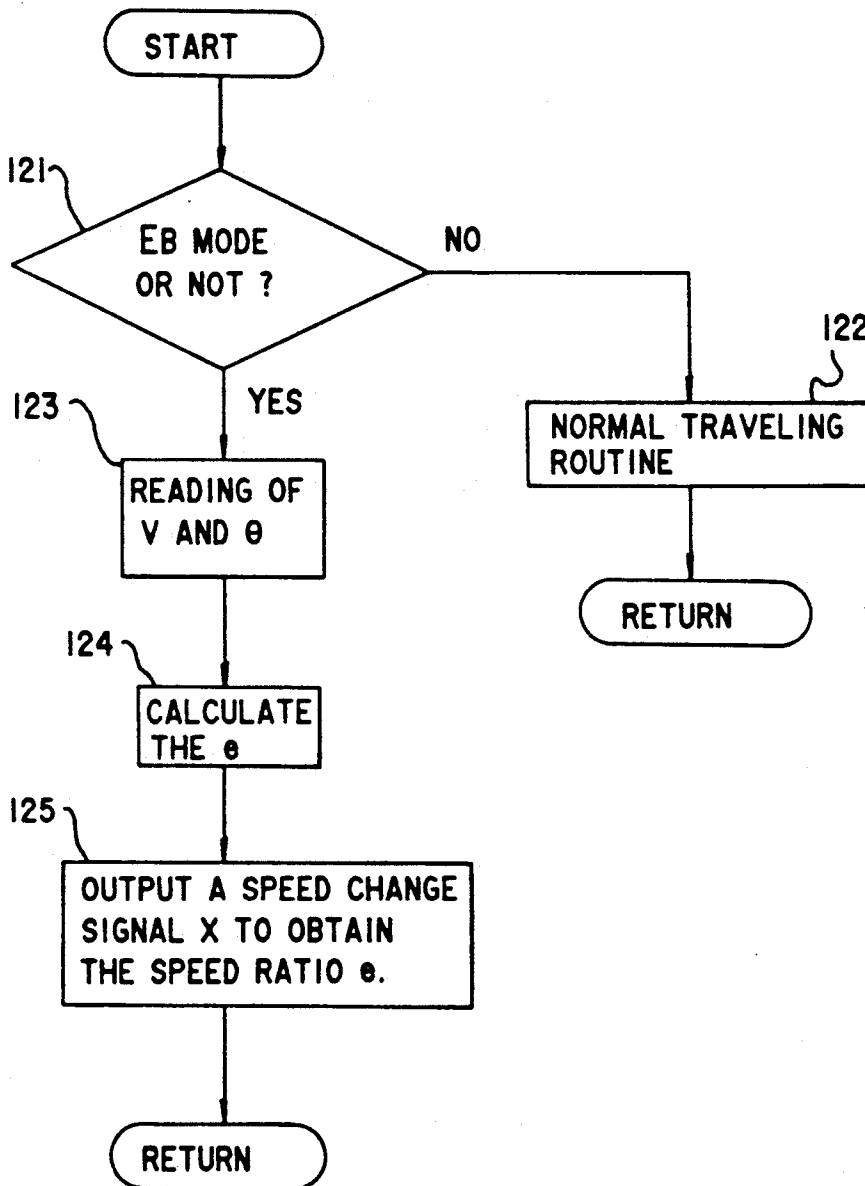 START
121
EB MODE
OR NOT ?
NO
122
YES
123
NORMAL TRAVELING
ROUTINE
READING OF
V AND θ
RETURN
124
CALCULATE
THE e
125
OUTPUT A SPEED CHANGE
SIGNAL X TO OBTAIN
THE SPEED RATIO e.
RETURN